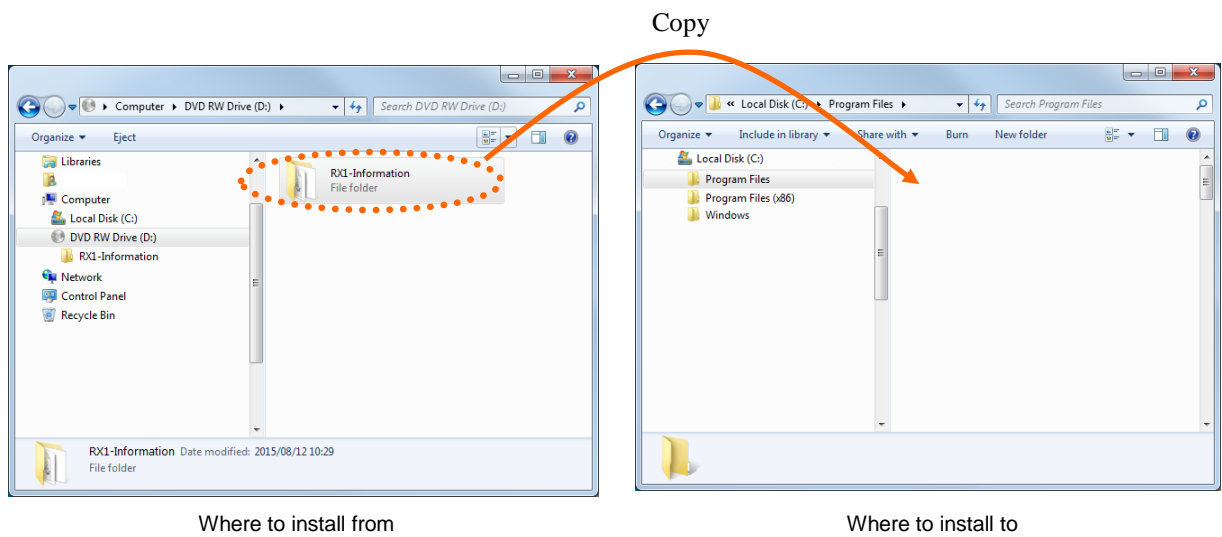 Copy
Computer ▸ DVD RW Drive (D:) ▸
Search DVD RW Drive (D:)
Organize ▾ Eject
Libraries
Computer
Local Disk (C:)
DVD RW Drive (D:)
RX1-Information
Network
Control Panel
Recycle Bin
RX1-Information
File folder
RX1-Information Date modified: 2015/08/12 10:29
File folder
Where to install from
« Local Disk (C:) ▸ Program Files ▸
Search Program Files
Organize ▾ Include in library ▾ Share with ▾ Burn New folder
Local Disk (C:)
Program Files
Program Files (x86)
Windows
Where to install to